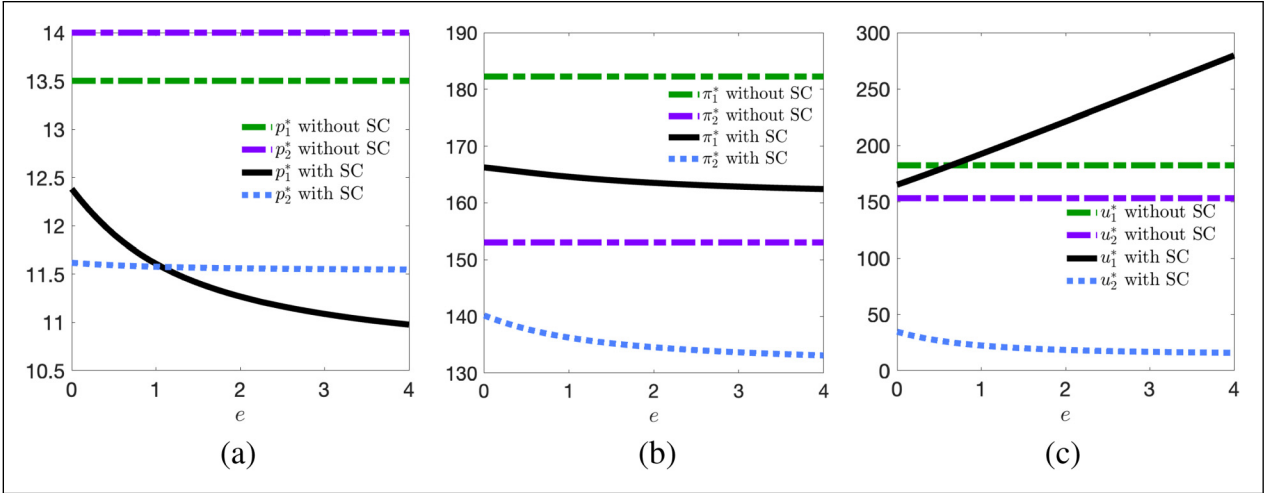 14
13.5
13
12.5
12
11.5
11
10.5
0
1
2
3
4
e
p₁* without SC
p₂* without SC
p₁* with SC
p₂* with SC
(a)
190
180
170
160
150
140
130
0
1
2
3
4
e
π₁* without SC
π₂* without SC
π₁* with SC
π₂* with SC
(b)
300
250
200
150
100
50
0
0
1
2
3
4
e
u₁* without SC
u₂* without SC
u₁* with SC
u₂* with SC
(c)